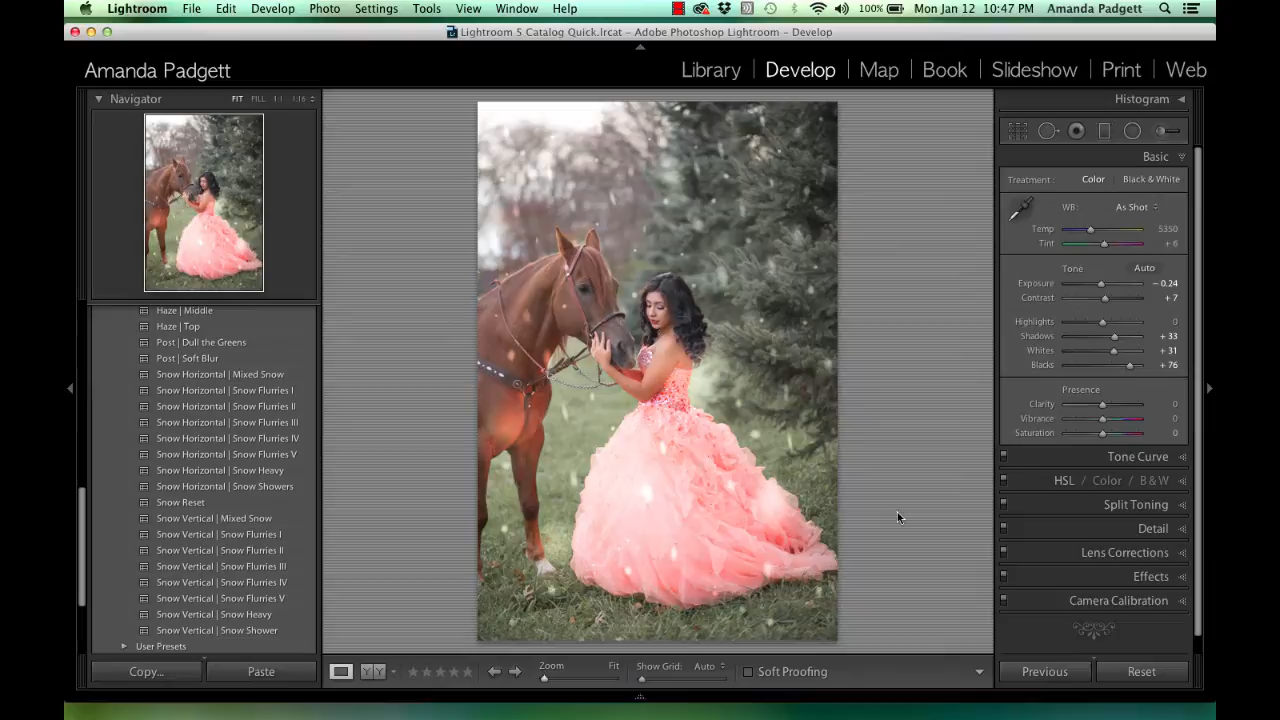 Lightroom File Edit Develop Photo Settings Tools View Window Help 100% Mon Jan 12 10:47 PM Amanda Padgett
Lightroom 5 Catalog Quick.lrcat – Adobe Photoshop Lightroom – Develop
Amanda Padgett Library | Develop | Map | Book | Slideshow | Print | Web
Navigator FIT FILL 1:1 1:16
Haze | Middle
Haze | Top
Post | Dull the Greens
Post | Soft Blur
Snow Horizontal | Mixed Snow
Snow Horizontal | Snow Flurries I
Snow Horizontal | Snow Flurries II
Snow Horizontal | Snow Flurries III
Snow Horizontal | Snow Flurries IV
Snow Horizontal | Snow Flurries V
Snow Horizontal | Snow Heavy
Snow Horizontal | Snow Showers
Snow Reset
Snow Vertical | Mixed Snow
Snow Vertical | Snow Flurries I
Snow Vertical | Snow Flurries II
Snow Vertical | Snow Flurries III
Snow Vertical | Snow Flurries IV
Snow Vertical | Snow Flurries V
Snow Vertical | Snow Heavy
Snow Vertical | Snow Shower
User Presets
Copy... Paste
Zoom Fit Show Grid: Auto Soft Proofing
Histogram
Basic
Treatment : Color Black & White
WB: As Shot
Temp 5350
Tint + 6
Tone Auto
Exposure − 0.24
Contrast + 7
Highlights 0
Shadows + 33
Whites + 31
Blacks + 76
Presence
Clarity 0
Vibrance 0
Saturation 0
Tone Curve
HSL / Color / B & W
Split Toning
Detail
Lens Corrections
Effects
Camera Calibration
Previous Reset